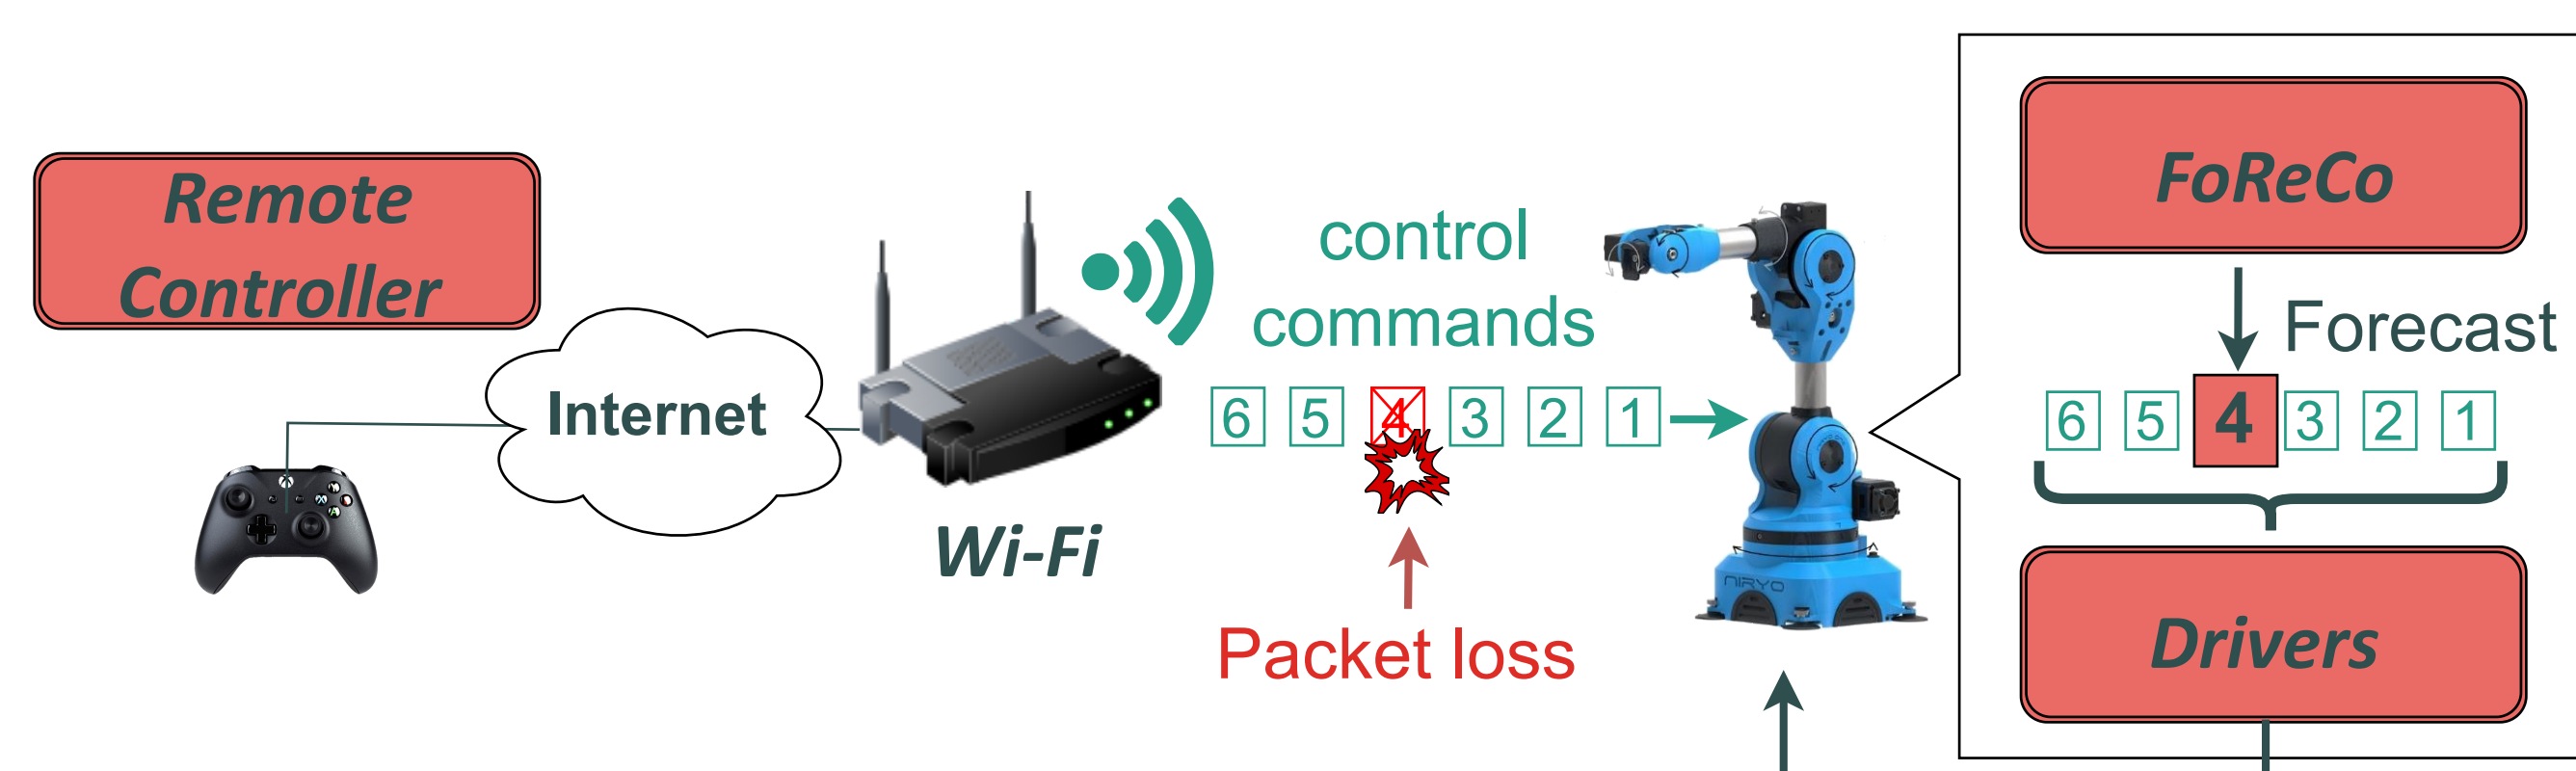 Remote
Controller
Internet
Wi-Fi
control
commands
6 5 4 3 2 1
Packet loss
NIRYO
FoReCo
Forecast
6 5 4 3 2 1
Drivers